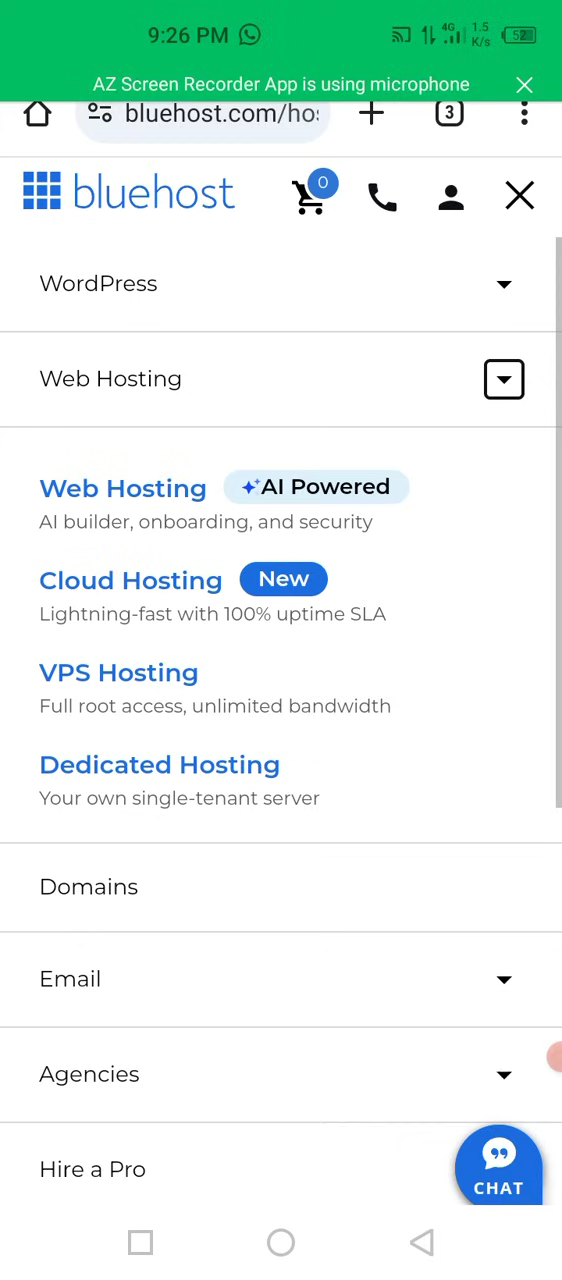 9:26 PM 4G 1.5 K/s 52
AZ Screen Recorder App is using microphone
bluehost.com/ho
3
bluehost 0
WordPress
Web Hosting
Web Hosting AI Powered
AI builder, onboarding, and security
Cloud Hosting New
Lightning-fast with 100% uptime SLA
VPS Hosting
Full root access, unlimited bandwidth
Dedicated Hosting
Your own single-tenant server
Domains
Email
Agencies
Hire a Pro
CHAT